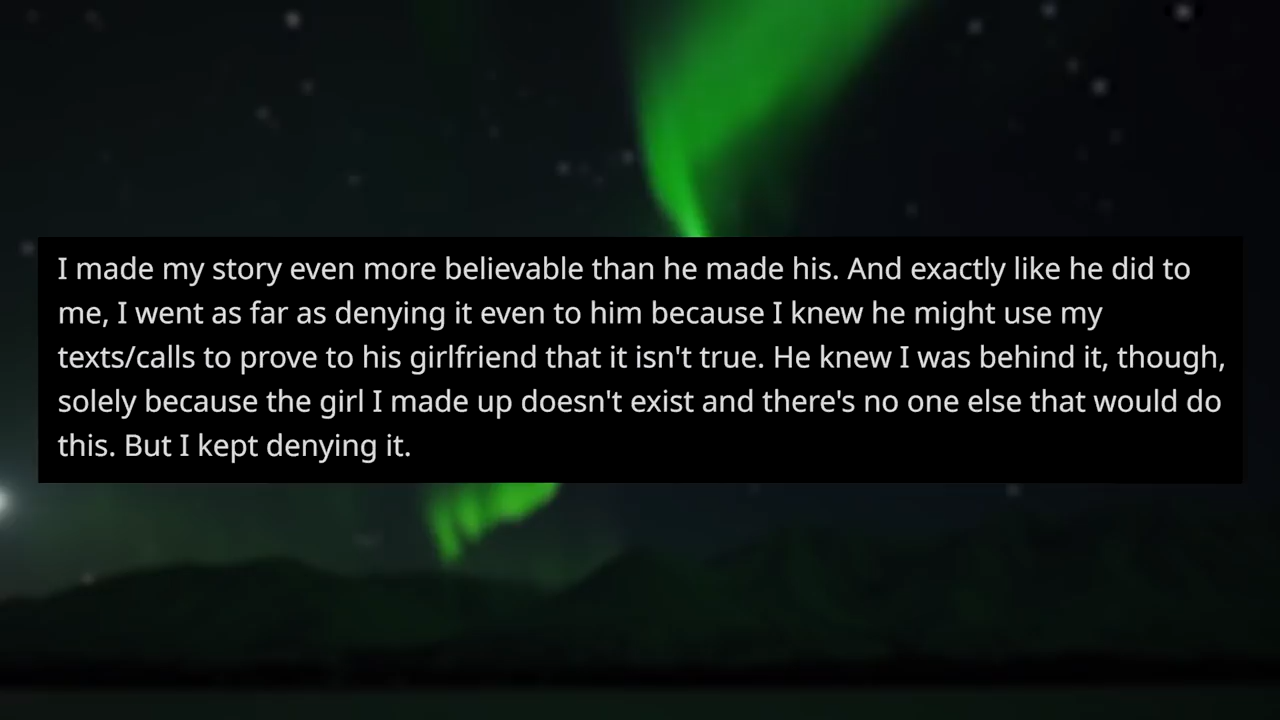 I made my story even more believable than he made his. And exactly like he did to
me, I went as far as denying it even to him because I knew he might use my
texts/calls to prove to his girlfriend that it isn't true. He knew I was behind it, though,
solely because the girl I made up doesn't exist and there's no one else that would do
this. But I kept denying it.